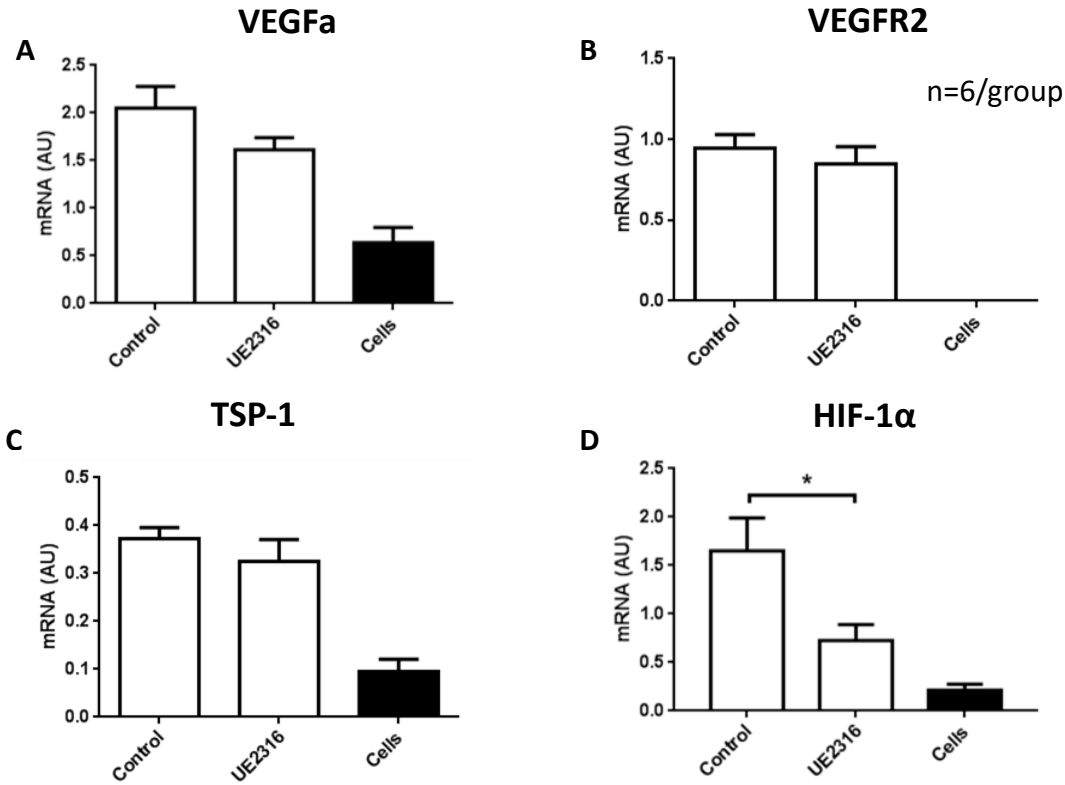 VEGFa
A
mRNA (AU)
2.5
2.0
1.5
1.0
0.5
0.0
Control
UE2316
Cells
VEGFR2
B
n=6/group
mRNA (AU)
1.5
1.0
0.5
0.0
Control
UE2316
Cells
TSP-1
C
mRNA (AU)
0.5
0.4
0.3
0.2
0.1
0.0
Control
UE2316
Cells
HIF-1α
D
mRNA (AU)
2.5
2.0
1.5
1.0
0.5
0.0
*
Control
UE2316
Cells